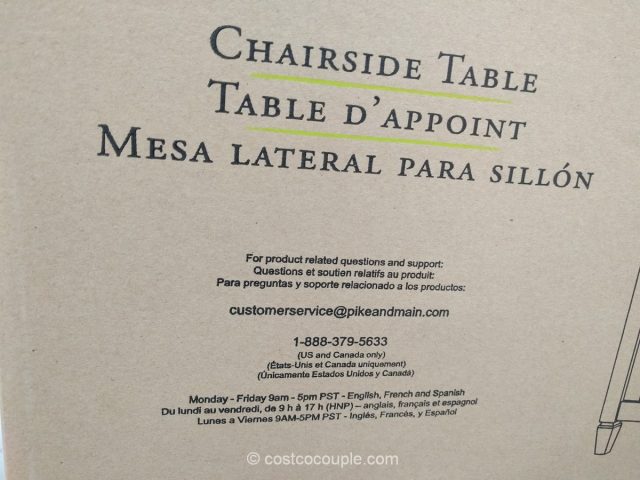 CHAIRSIDE TABLE
TABLE D'APPOINT
MESA LATERAL PARA SILLÓN
For product related questions and support:
Questions et soutien relatifs au produit:
Para preguntas y soporte relacionado a los productos:
customerservice@pikeandmain.com
1-888-379-5633
(US and Canada only)
(États-Unis et Canada uniquement)
(Únicamente Estados Unidos y Canadá)
Monday - Friday 9am - 5pm PST - English, French and Spanish
Du lundi au vendredi, de 9 h à 17 h (HNP) – anglais, français et espagnol
Lunes a Viernes 9AM-5PM PST - Inglés, Francés, y Español
© costcocouple.com